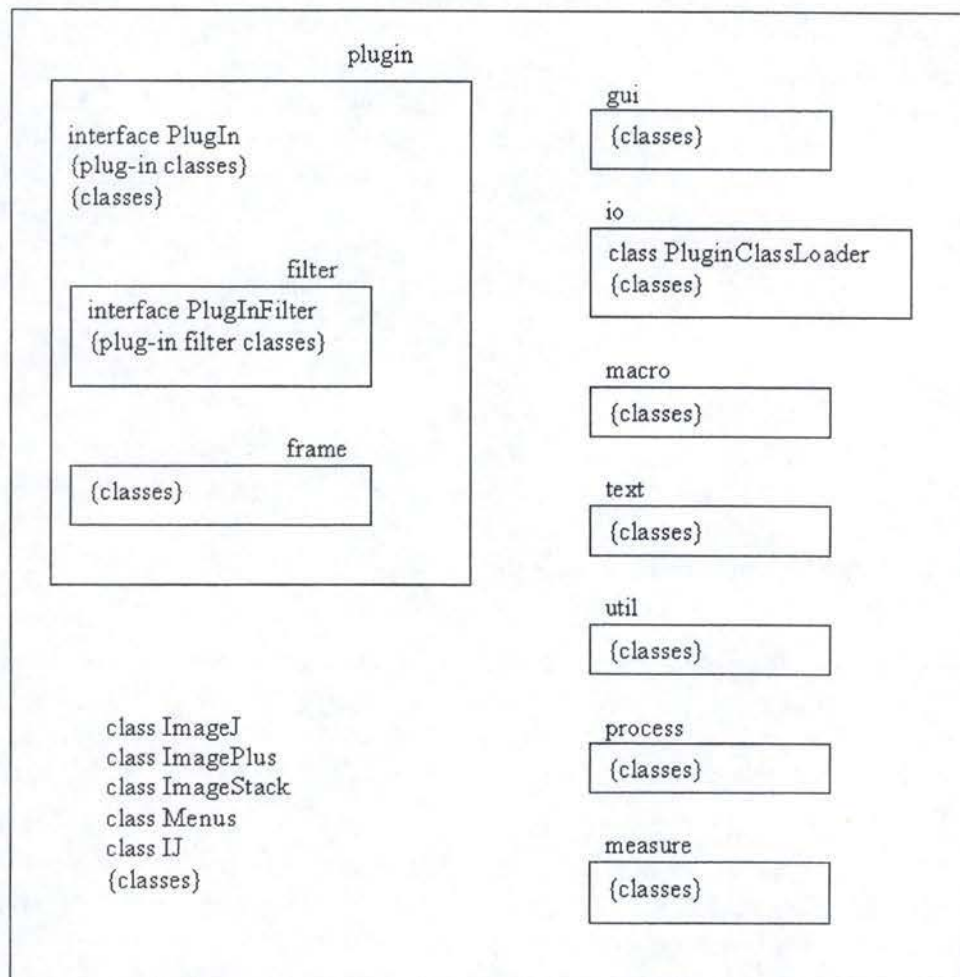 plugin
interface PlugIn
{plug-in classes}
{classes}
filter
interface PlugInFilter
{plug-in filter classes}
frame
{classes}
class ImageJ
class ImagePlus
class ImageStack
class Menus
class IJ
{classes}
gui
{classes}
io
class PluginClassLoader
{classes}
macro
{classes}
text
{classes}
util
{classes}
process
{classes}
measure
{classes}